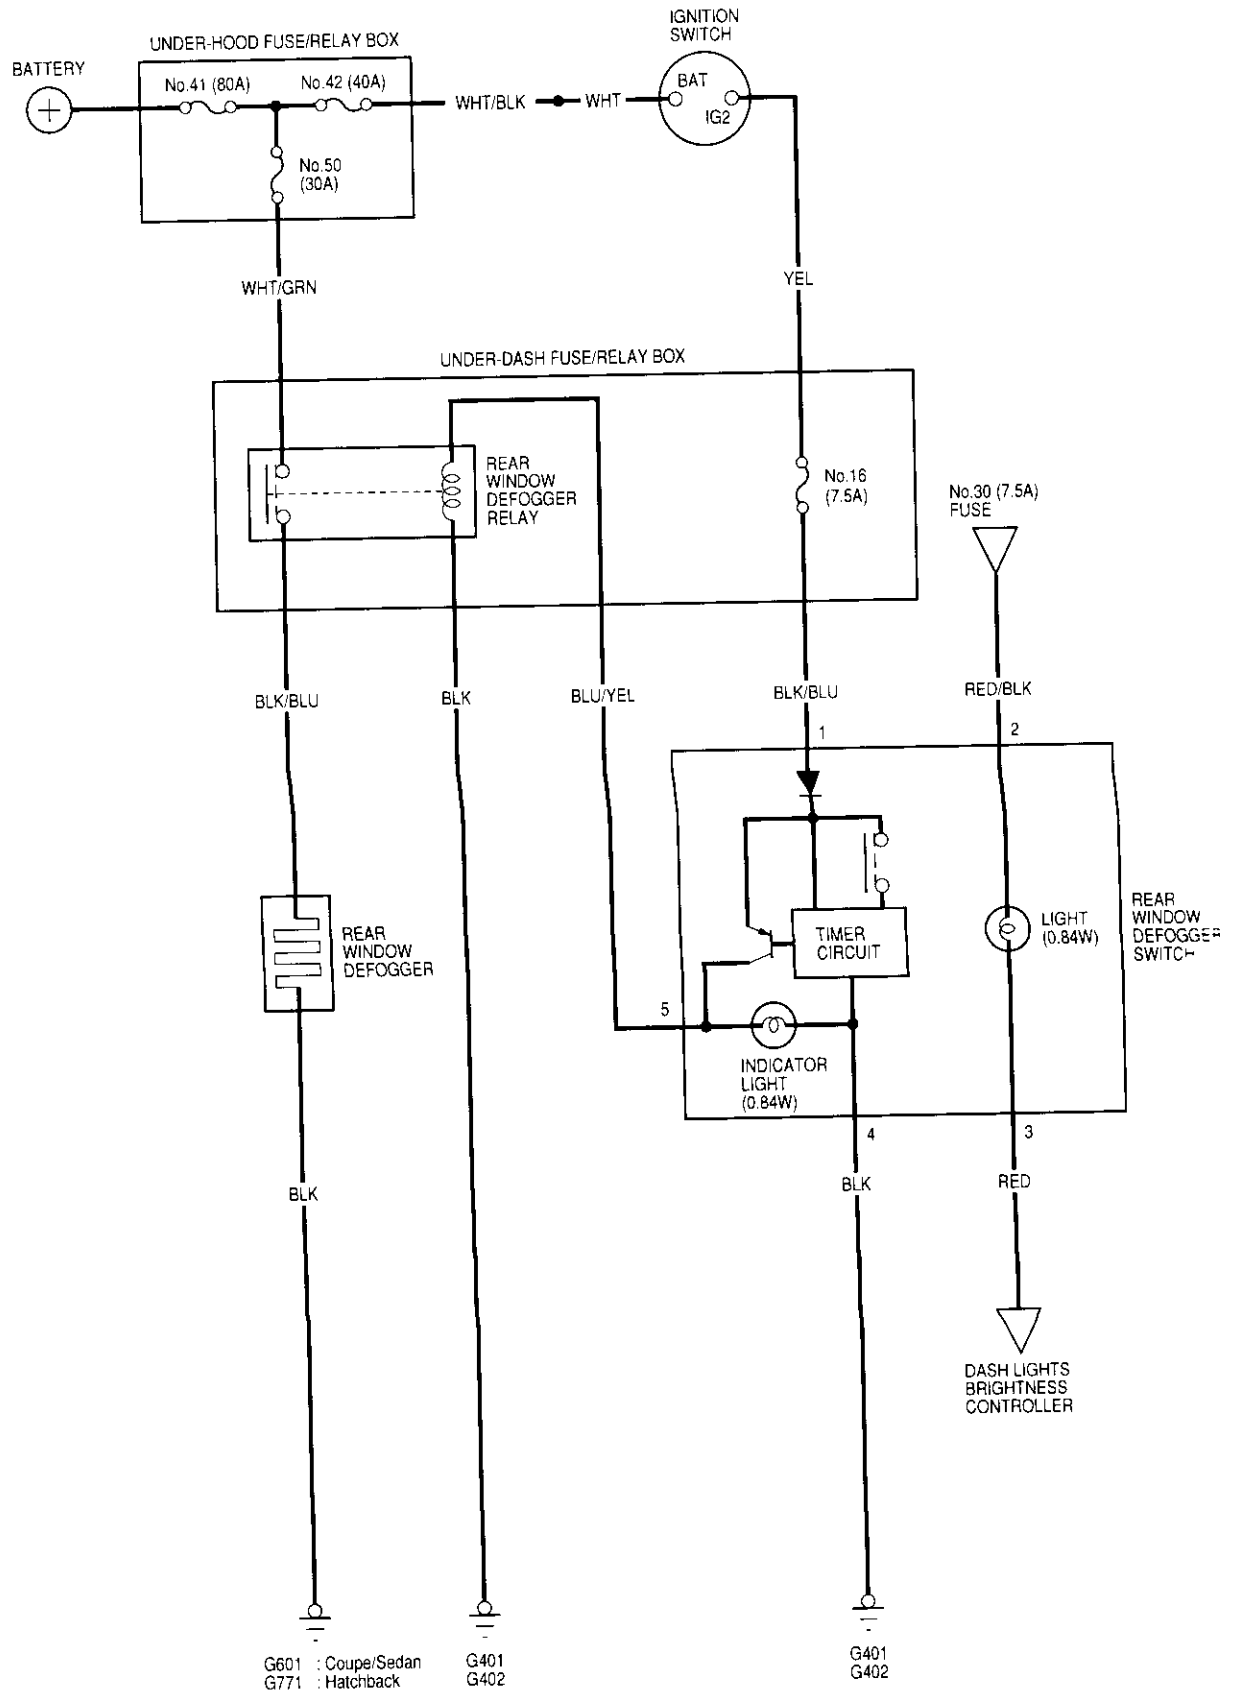 IGNITION
SWITCH
UNDER-HOOD FUSE/RELAY BOX
BATTERY
No.41 (80A)
No.42 (40A)
BAT
WHT/BLK
WHT
IG2
No.50
(30A)
WHT/GRN
YEL
UNDER-DASH FUSE/RELAY BOX
REAR
WINDOW
DEFOGGER
RELAY
No.16
(7.5A)
No.30 (7.5A)
FUSE
BLK/BLU
BLK
BLU/YEL
BLK/BLU
RED/BLK
1
2
REAR
WINDOW
DEFOGGER
TIMER
CIRCUIT
LIGHT
(0.84W)
REAR
WINDOW
DEFOGGER
SWITCH
5
INDICATOR
LIGHT
(0.84W)
4
3
BLK
BLK
RED
DASH LIGHTS
BRIGHTNESS
CONTROLLER
G601 : Coupe/Sedan
G771 : Hatchback
G401
G402
G401
G402